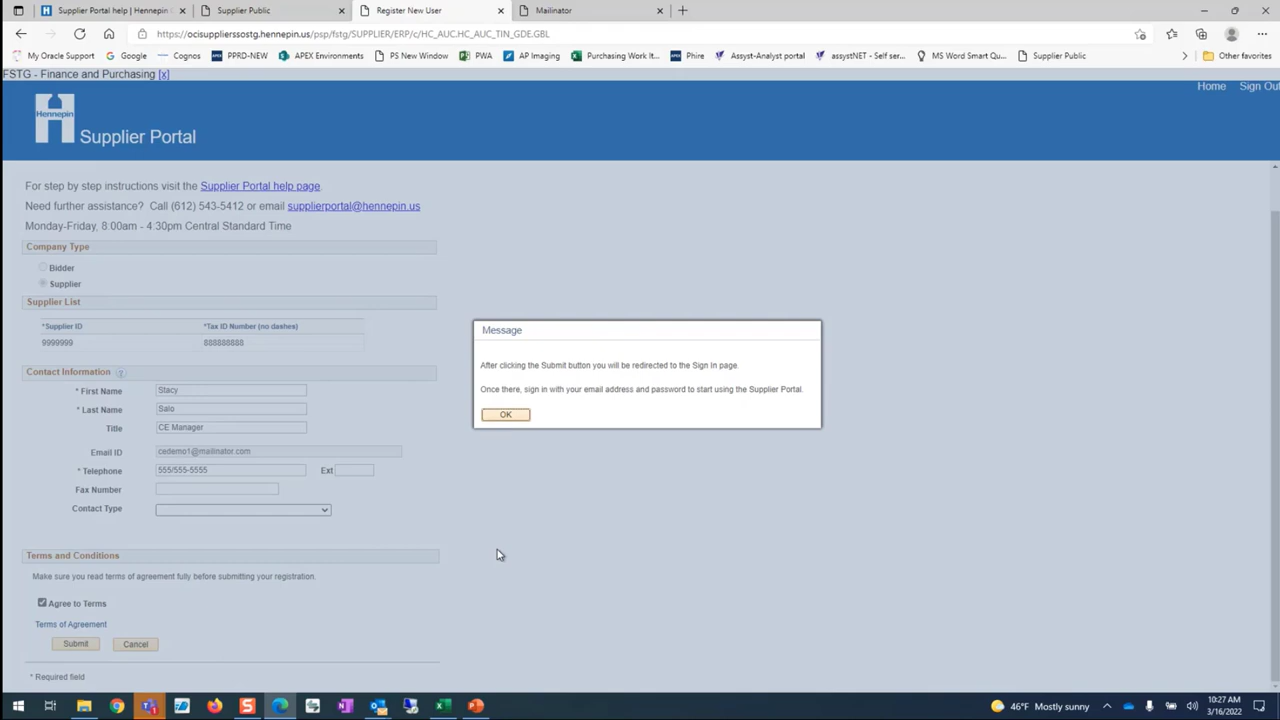 Supplier Portal help | Hennepin
Supplier Public
Register New User
Mailinator
https://ocisupplierssostg.hennepin.us/psp/fstg/SUPPLIER/ERP/c/HC_AUC.HC_AUC_TIN_GDE.GBL
My Oracle Support
Google
Cognos
PPRD-NEW
APEX Environments
PS New Window
PWA
AP Imaging
Purchasing Work It...
Phire
Assyst-Analyst portal
assystNET - Self ser...
MS Word Smart Qu...
Supplier Public
Other favorites
FSTG - Finance and Purchasing [x]
Home
Sign Out
Hennepin
Supplier Portal
For step by step instructions visit the Supplier Portal help page.
Need further assistance? Call (612) 543-5412 or email supplierportal@hennepin.us
Monday-Friday, 8:00am - 4:30pm Central Standard Time
Company Type
Bidder
Supplier
Supplier List
*Supplier ID *Tax ID Number (no dashes)
9999999 888888888
Contact Information
* First Name Stacy
* Last Name Salo
Title CE Manager
Email ID cedemo1@mailinator.com
* Telephone 555/555-5555 Ext
Fax Number
Contact Type
Terms and Conditions
Make sure you read terms of agreement fully before submitting your registration.
Agree to Terms
Terms of Agreement
Submit Cancel
* Required field
Message
After clicking the Submit button you will be redirected to the Sign In page.
Once there, sign in with your email address and password to start using the Supplier Portal.
OK
46°F Mostly sunny
10:27 AM
3/16/2022